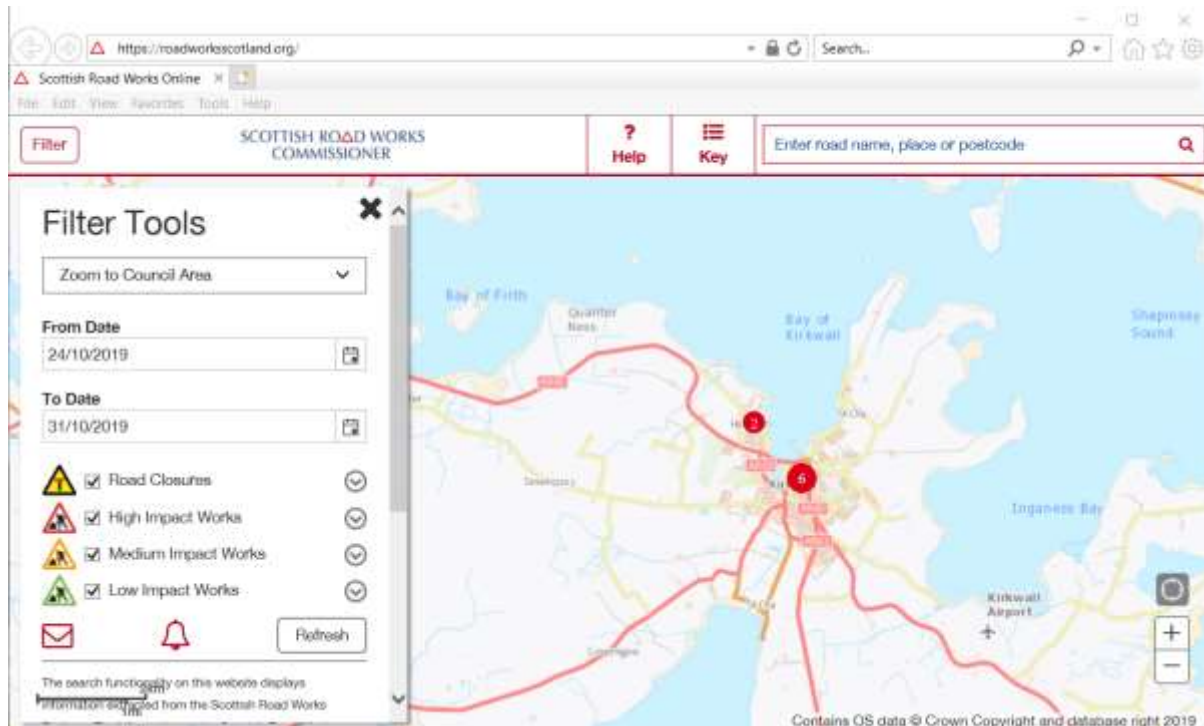 https://roadworksscotland.org/
Search...
Scottish Road Works Online
File Edit View Favorites Tools Help
Filter
SCOTTISH ROAD WORKS
COMMISSIONER
?
Help
Key
Enter road name, place or postcode
Filter Tools
Zoom to Council Area
From Date
24/10/2019
To Date
31/10/2019
Road Closures
High Impact Works
Medium Impact Works
Low Impact Works
Refresh
The search functionality on this website displays
information extracted from the Scottish Road Works
Bay of Firth
Quanter
Ness
Bay of
Kirkwall
Shapinsay
Sound
2
6
Inganess Bay
Kirkwall
Airport
+
−
Contains OS data © Crown Copyright and database right 2019